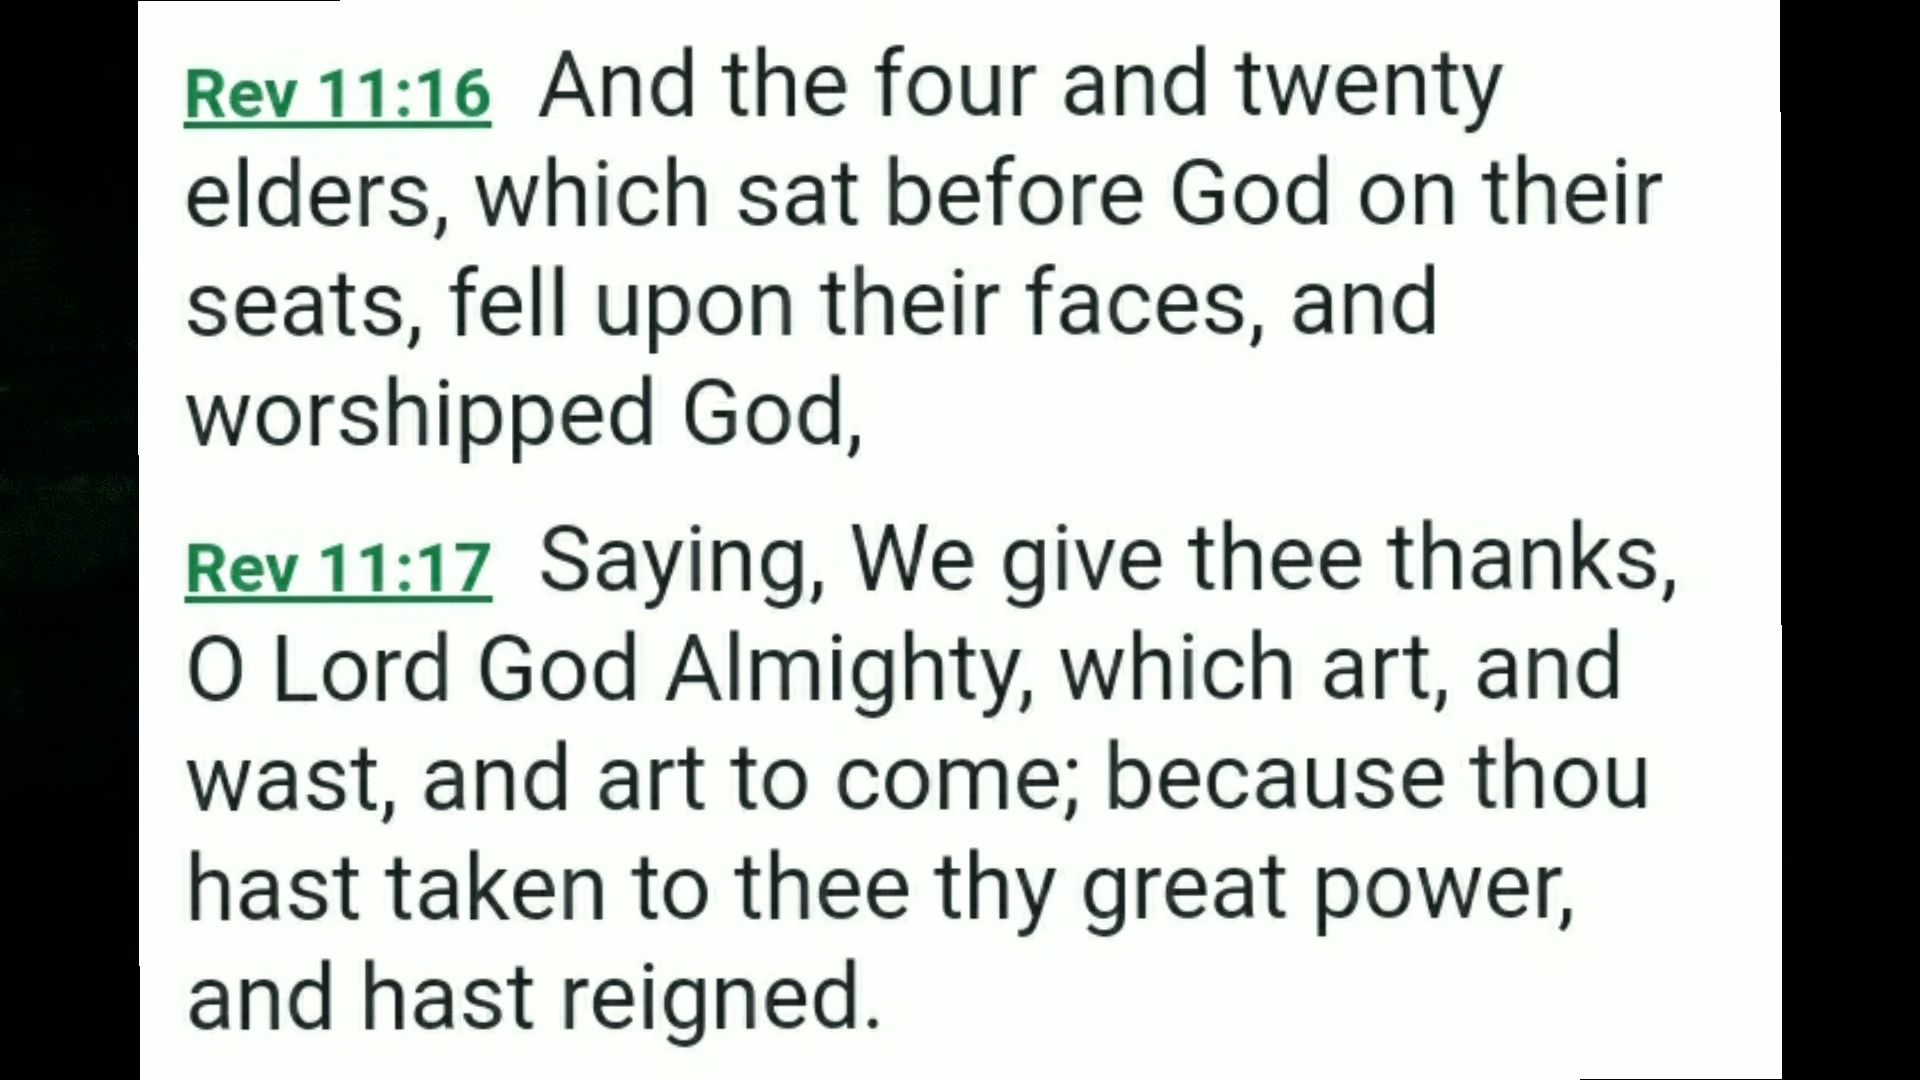 Rev 11:16 And the four and twenty
elders, which sat before God on their
seats, fell upon their faces, and
worshipped God,
Rev 11:17 Saying, We give thee thanks,
O Lord God Almighty, which art, and
wast, and art to come; because thou
hast taken to thee thy great power,
and hast reigned.